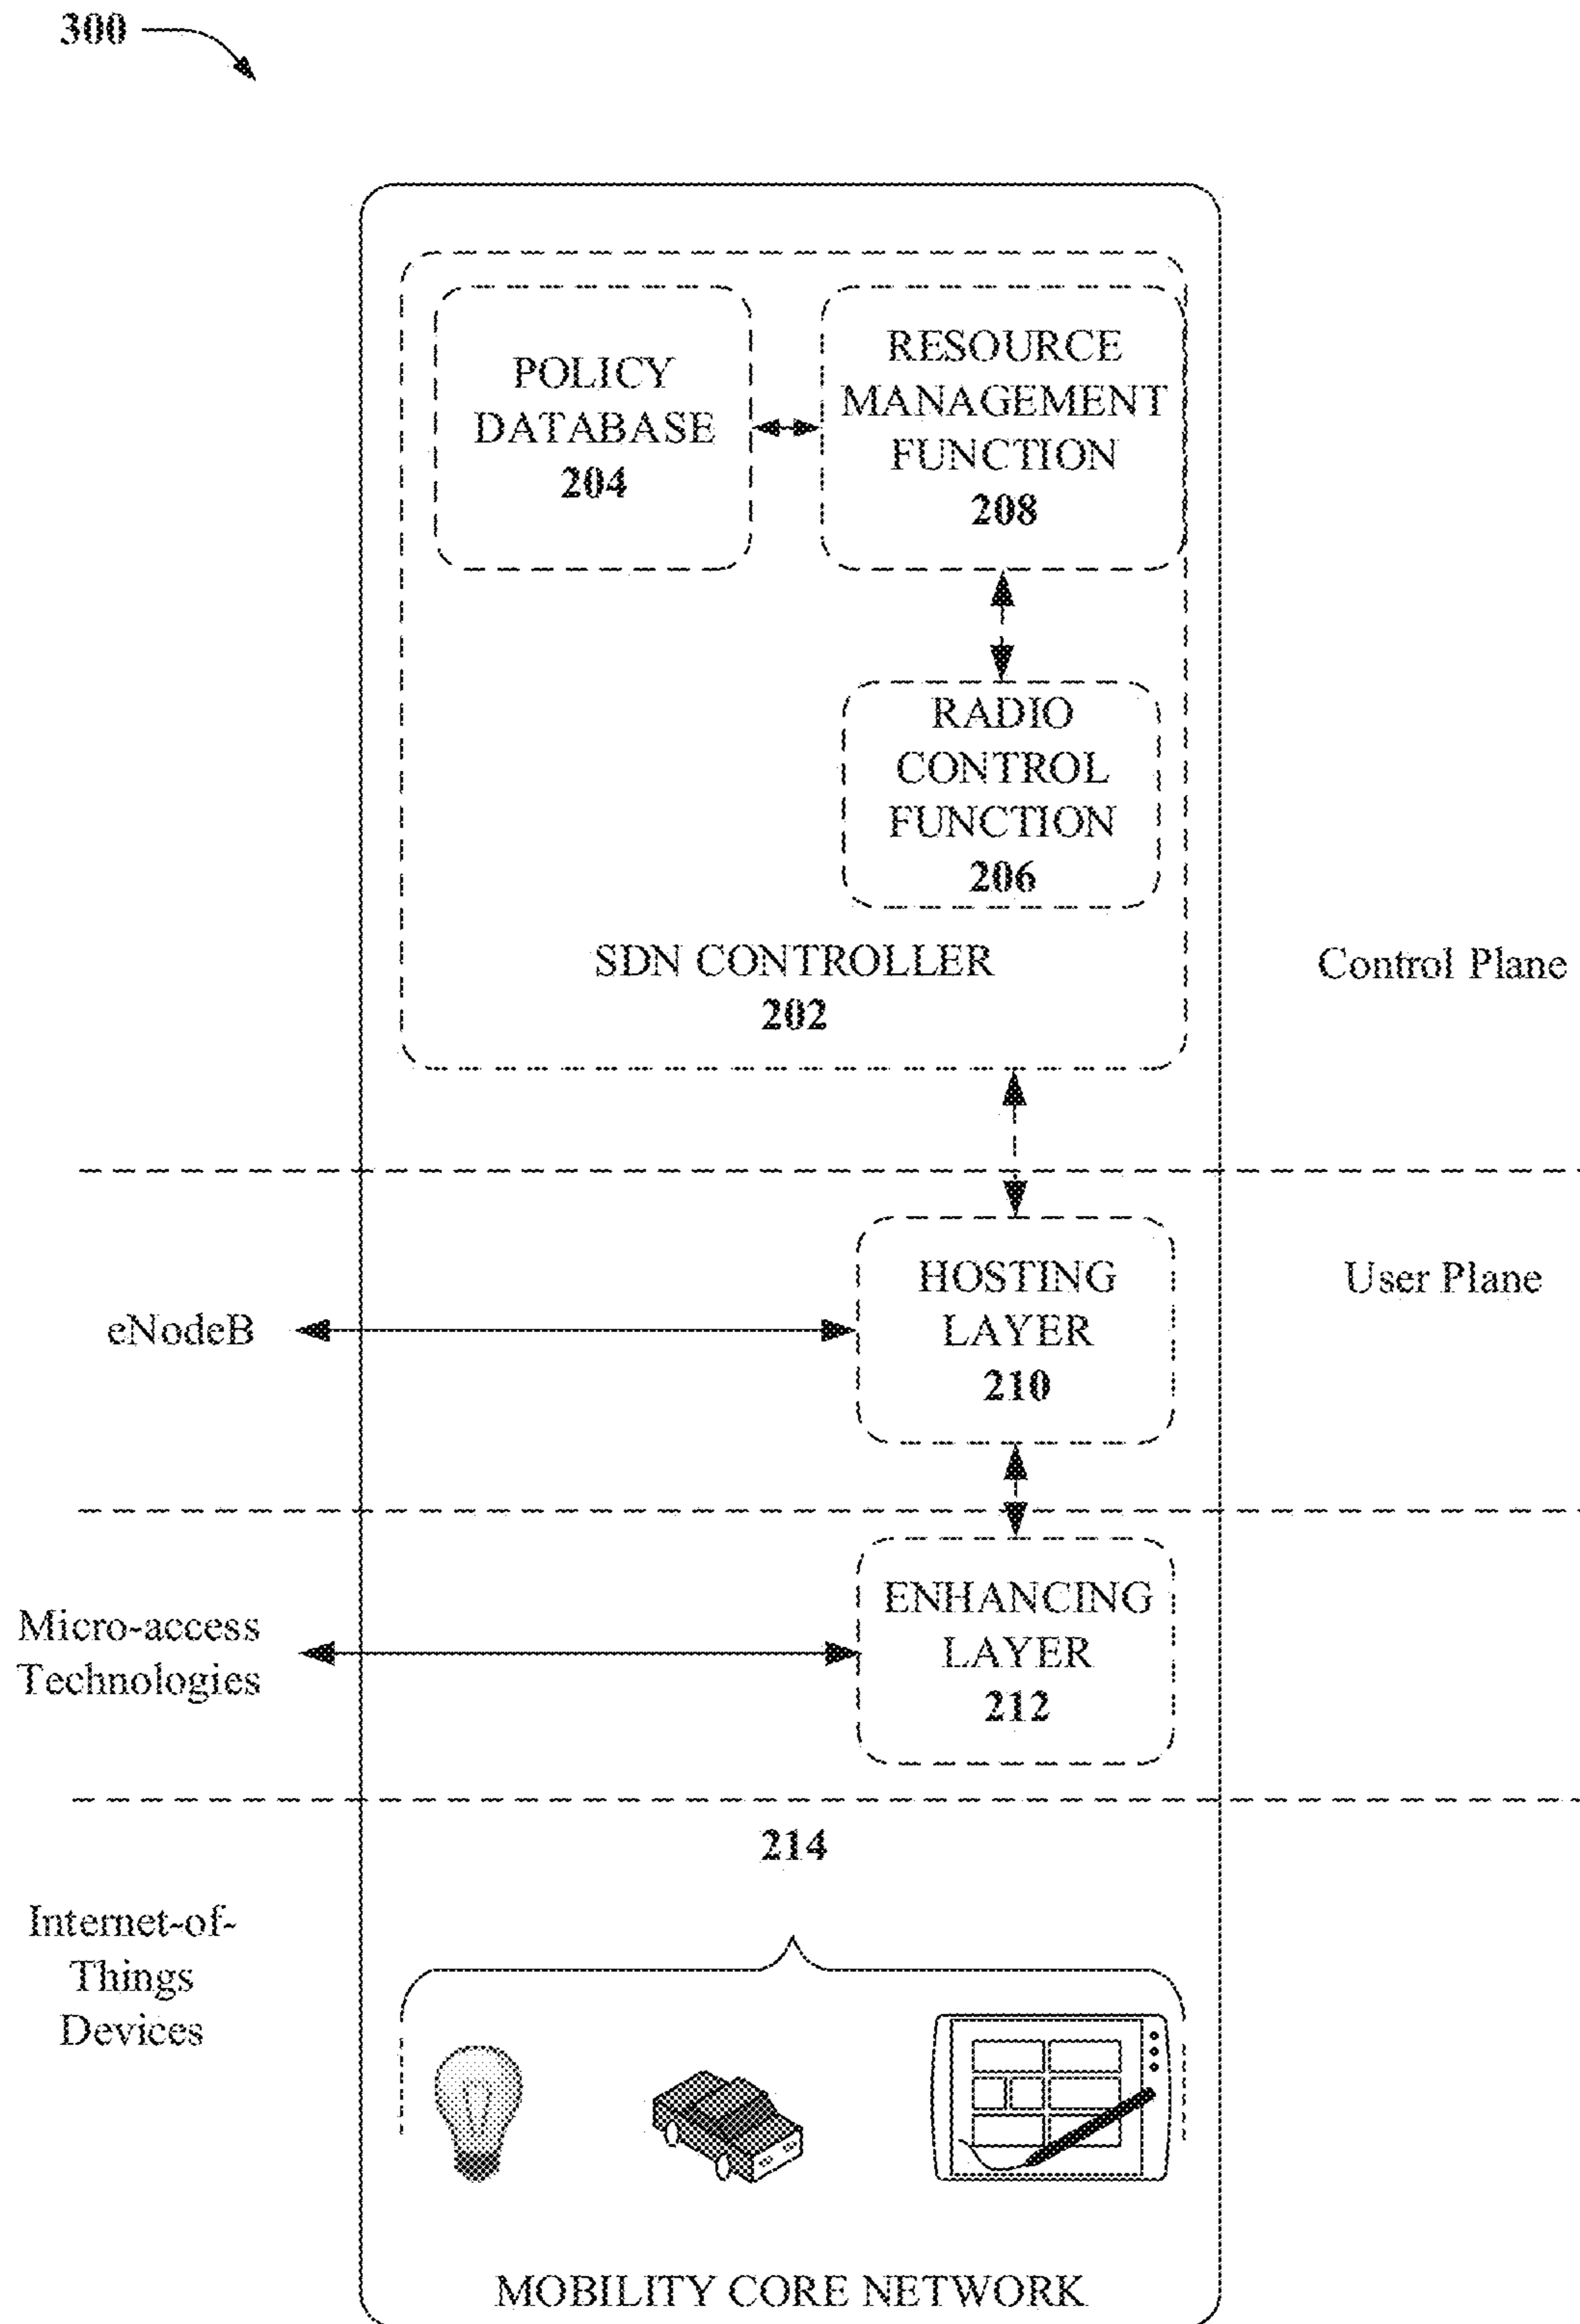 300
POLICY
DATABASE
204
RESOURCE
MANAGEMENT
FUNCTION
208
RADIO
CONTROL
FUNCTION
206
SDN CONTROLLER
202
Control Plane
eNodeB
HOSTING
LAYER
210
User Plane
Micro-access
Technologies
ENHANCING
LAYER
212
214
Internet-of-
Things
Devices
MOBILITY CORE NETWORK